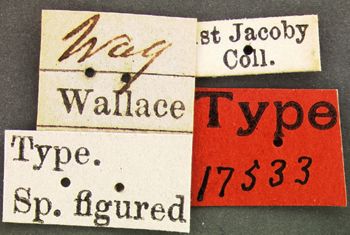 Wag
Wallace
st Jacoby
Coll.
Type
17533
Type.
Sp. figured